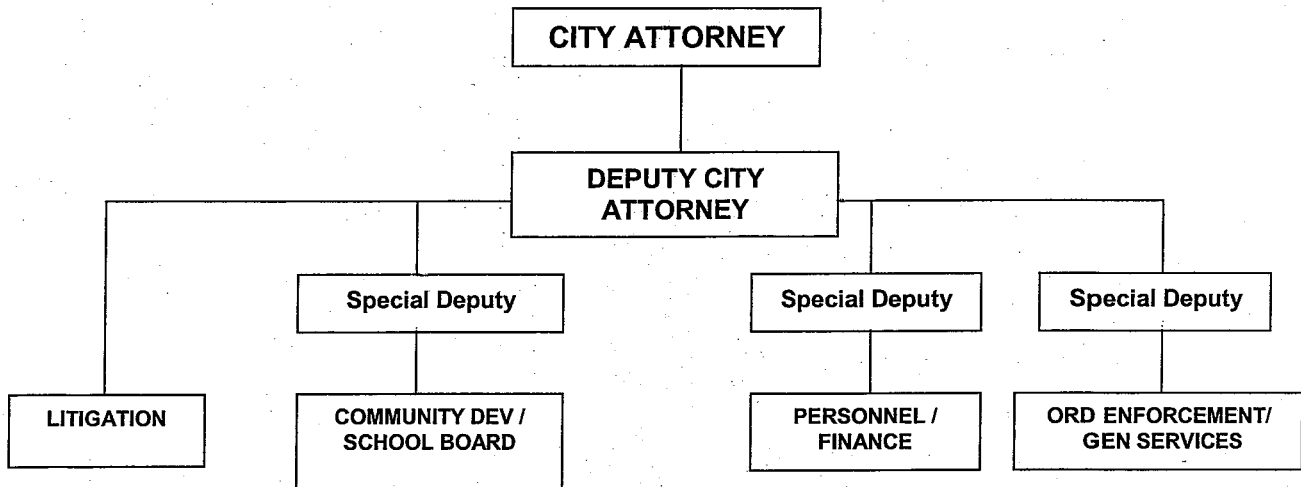 CITY ATTORNEY
DEPUTY CITY
ATTORNEY
Special Deputy
Special Deputy
Special Deputy
LITIGATION
COMMUNITY DEV /
SCHOOL BOARD
PERSONNEL /
FINANCE
ORD ENFORCEMENT/
GEN SERVICES